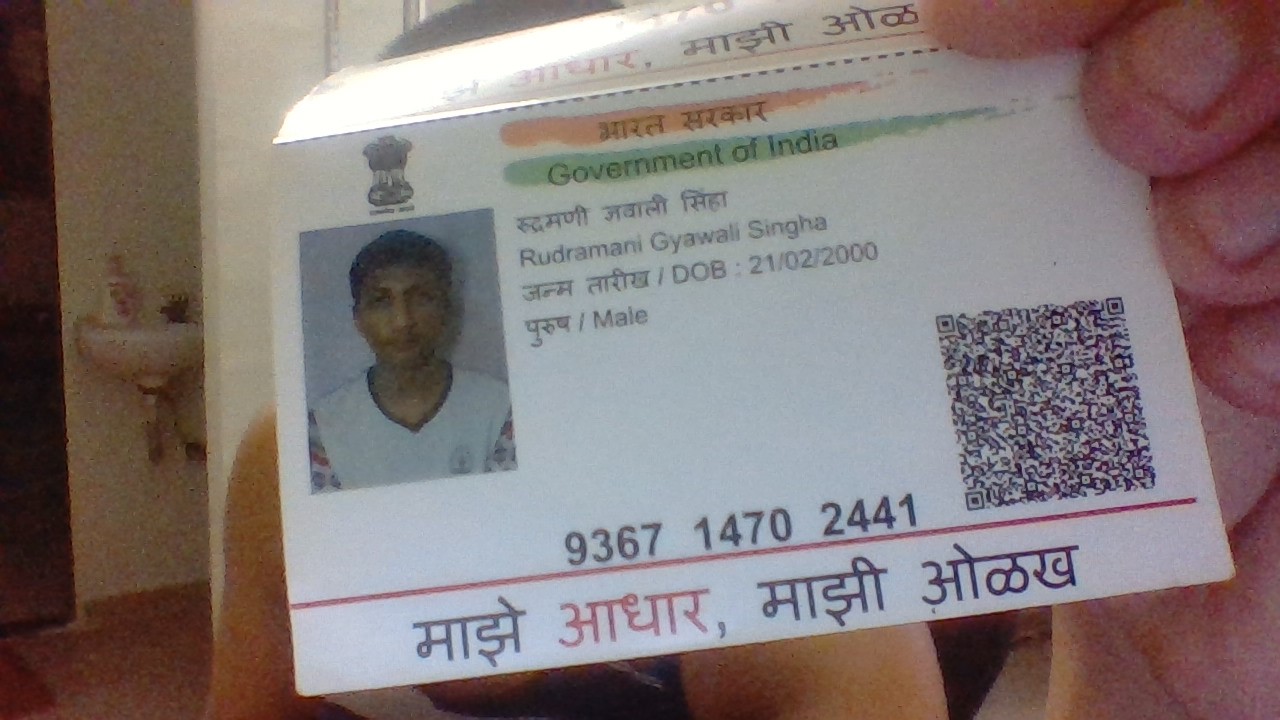 आधार, माझी ओळ
भारत सरकार
Government of India
रुद्रमणी ज्ञवाली सिंहा
Rudramani Gyawali Singha
जन्म तारीख / DOB : 21/02/2000
पुरुष / Male
9367 1470 2441
माझे आधार, माझी ओळख